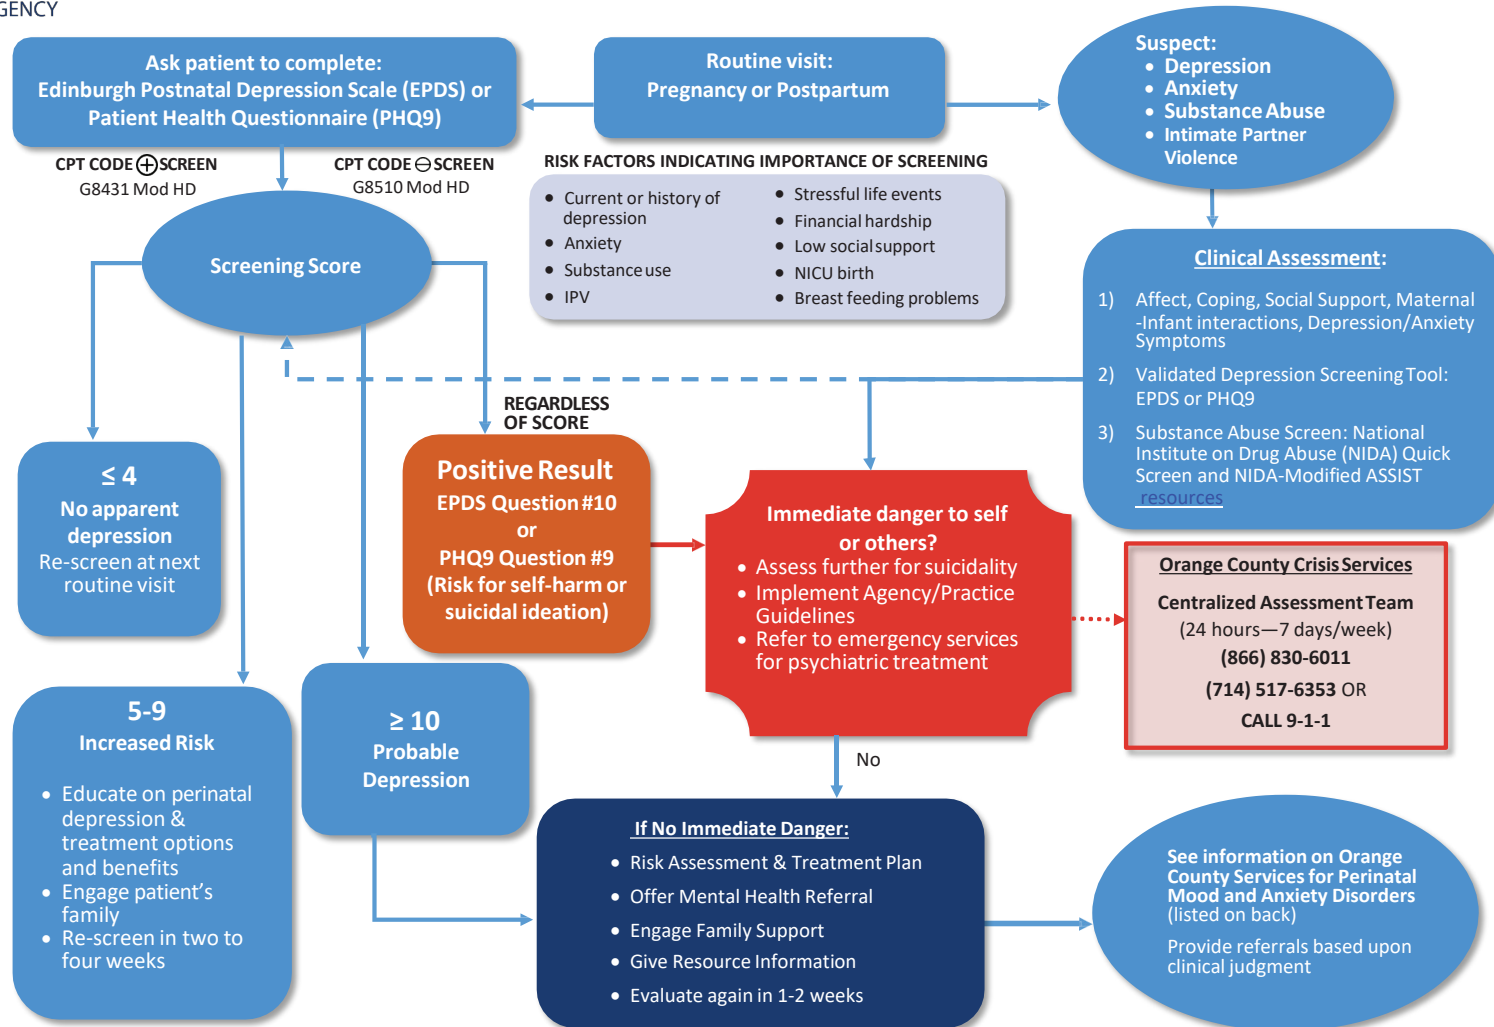 GENCY
Ask patient to complete:
Edinburgh Postnatal Depression Scale (EPDS) or
Patient Health Questionnaire (PHQ9)
Routine visit:
Pregnancy or Postpartum
Suspect:
• Depression
• Anxiety
• Substance Abuse
• Intimate Partner
Violence
CPT CODE ⊕ SCREEN
G8431 Mod HD
CPT CODE ⊖ SCREEN
G8510 Mod HD
RISK FACTORS INDICATING IMPORTANCE OF SCREENING
• Current or history of
depression
• Anxiety
• Substance use
• IPV
• Stressful life events
• Financial hardship
• Low social support
• NICU birth
• Breast feeding problems
Screening Score
Clinical Assessment:
1) Affect, Coping, Social Support, Maternal
-Infant interactions, Depression/Anxiety
Symptoms
2) Validated Depression Screening Tool:
EPDS or PHQ9
3) Substance Abuse Screen: National
Institute on Drug Abuse (NIDA) Quick
Screen and NIDA-Modified ASSIST
resources
REGARDLESS
OF SCORE
≤ 4
No apparent
depression
Re-screen at next
routine visit
Positive Result
EPDS Question #10
or
PHQ9 Question #9
(Risk for self-harm or
suicidal ideation)
Immediate danger to self
or others?
• Assess further for suicidality
• Implement Agency/Practice
Guidelines
• Refer to emergency services
for psychiatric treatment
Orange County Crisis Services
Centralized Assessment Team
(24 hours—7 days/week)
(866) 830-6011
(714) 517-6353 OR
CALL 9-1-1
5-9
Increased Risk
• Educate on perinatal
depression &
treatment options
and benefits
• Engage patient's
family
• Re-screen in two to
four weeks
≥ 10
Probable
Depression
No
If No Immediate Danger:
• Risk Assessment & Treatment Plan
• Offer Mental Health Referral
• Engage Family Support
• Give Resource Information
• Evaluate again in 1-2 weeks
See information on Orange
County Services for Perinatal
Mood and Anxiety Disorders
(listed on back)
Provide referrals based upon
clinical judgment